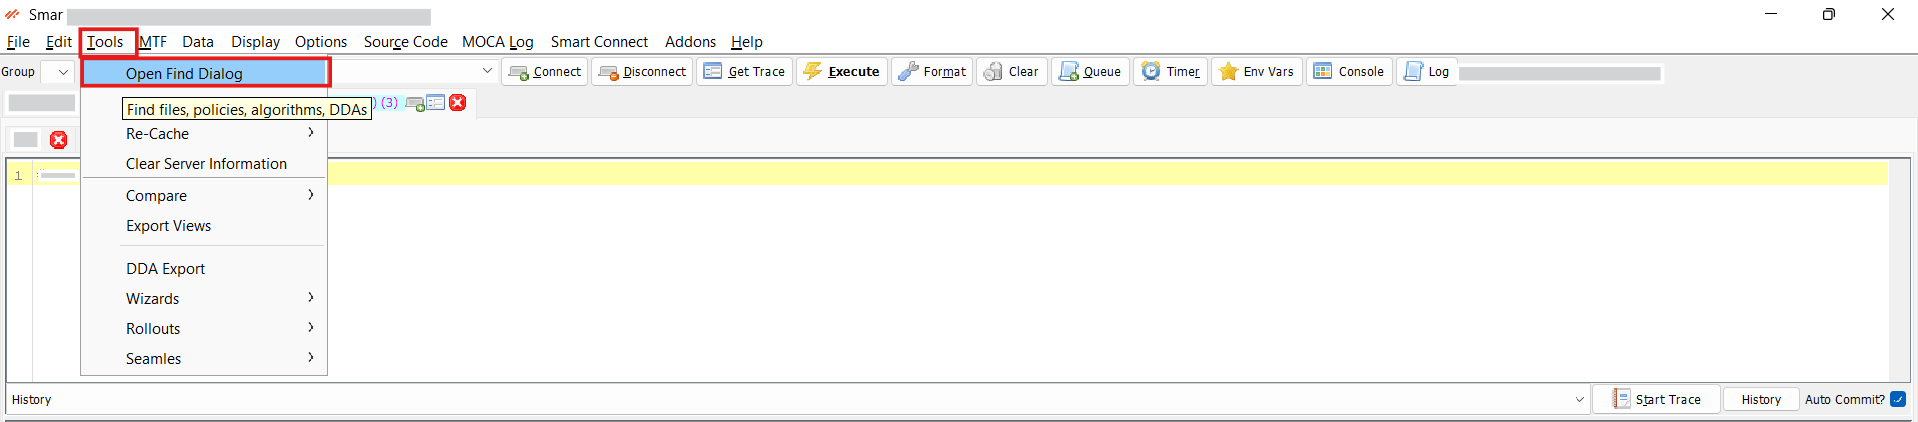 Smar
File Edit Tools MTF Data Display Options Source Code MOCA Log Smart Connect Addons Help
Group Connect Disconnect Get Trace Execute Format Clear Queue Timer Env Vars Console Log
Open Find Dialog
) (3)
Find files, policies, algorithms, DDAs
Re-Cache
Clear Server Information
1
Compare
Export Views
DDA Export
Wizards
Rollouts
Seamles
History Start Trace History Auto Commit?